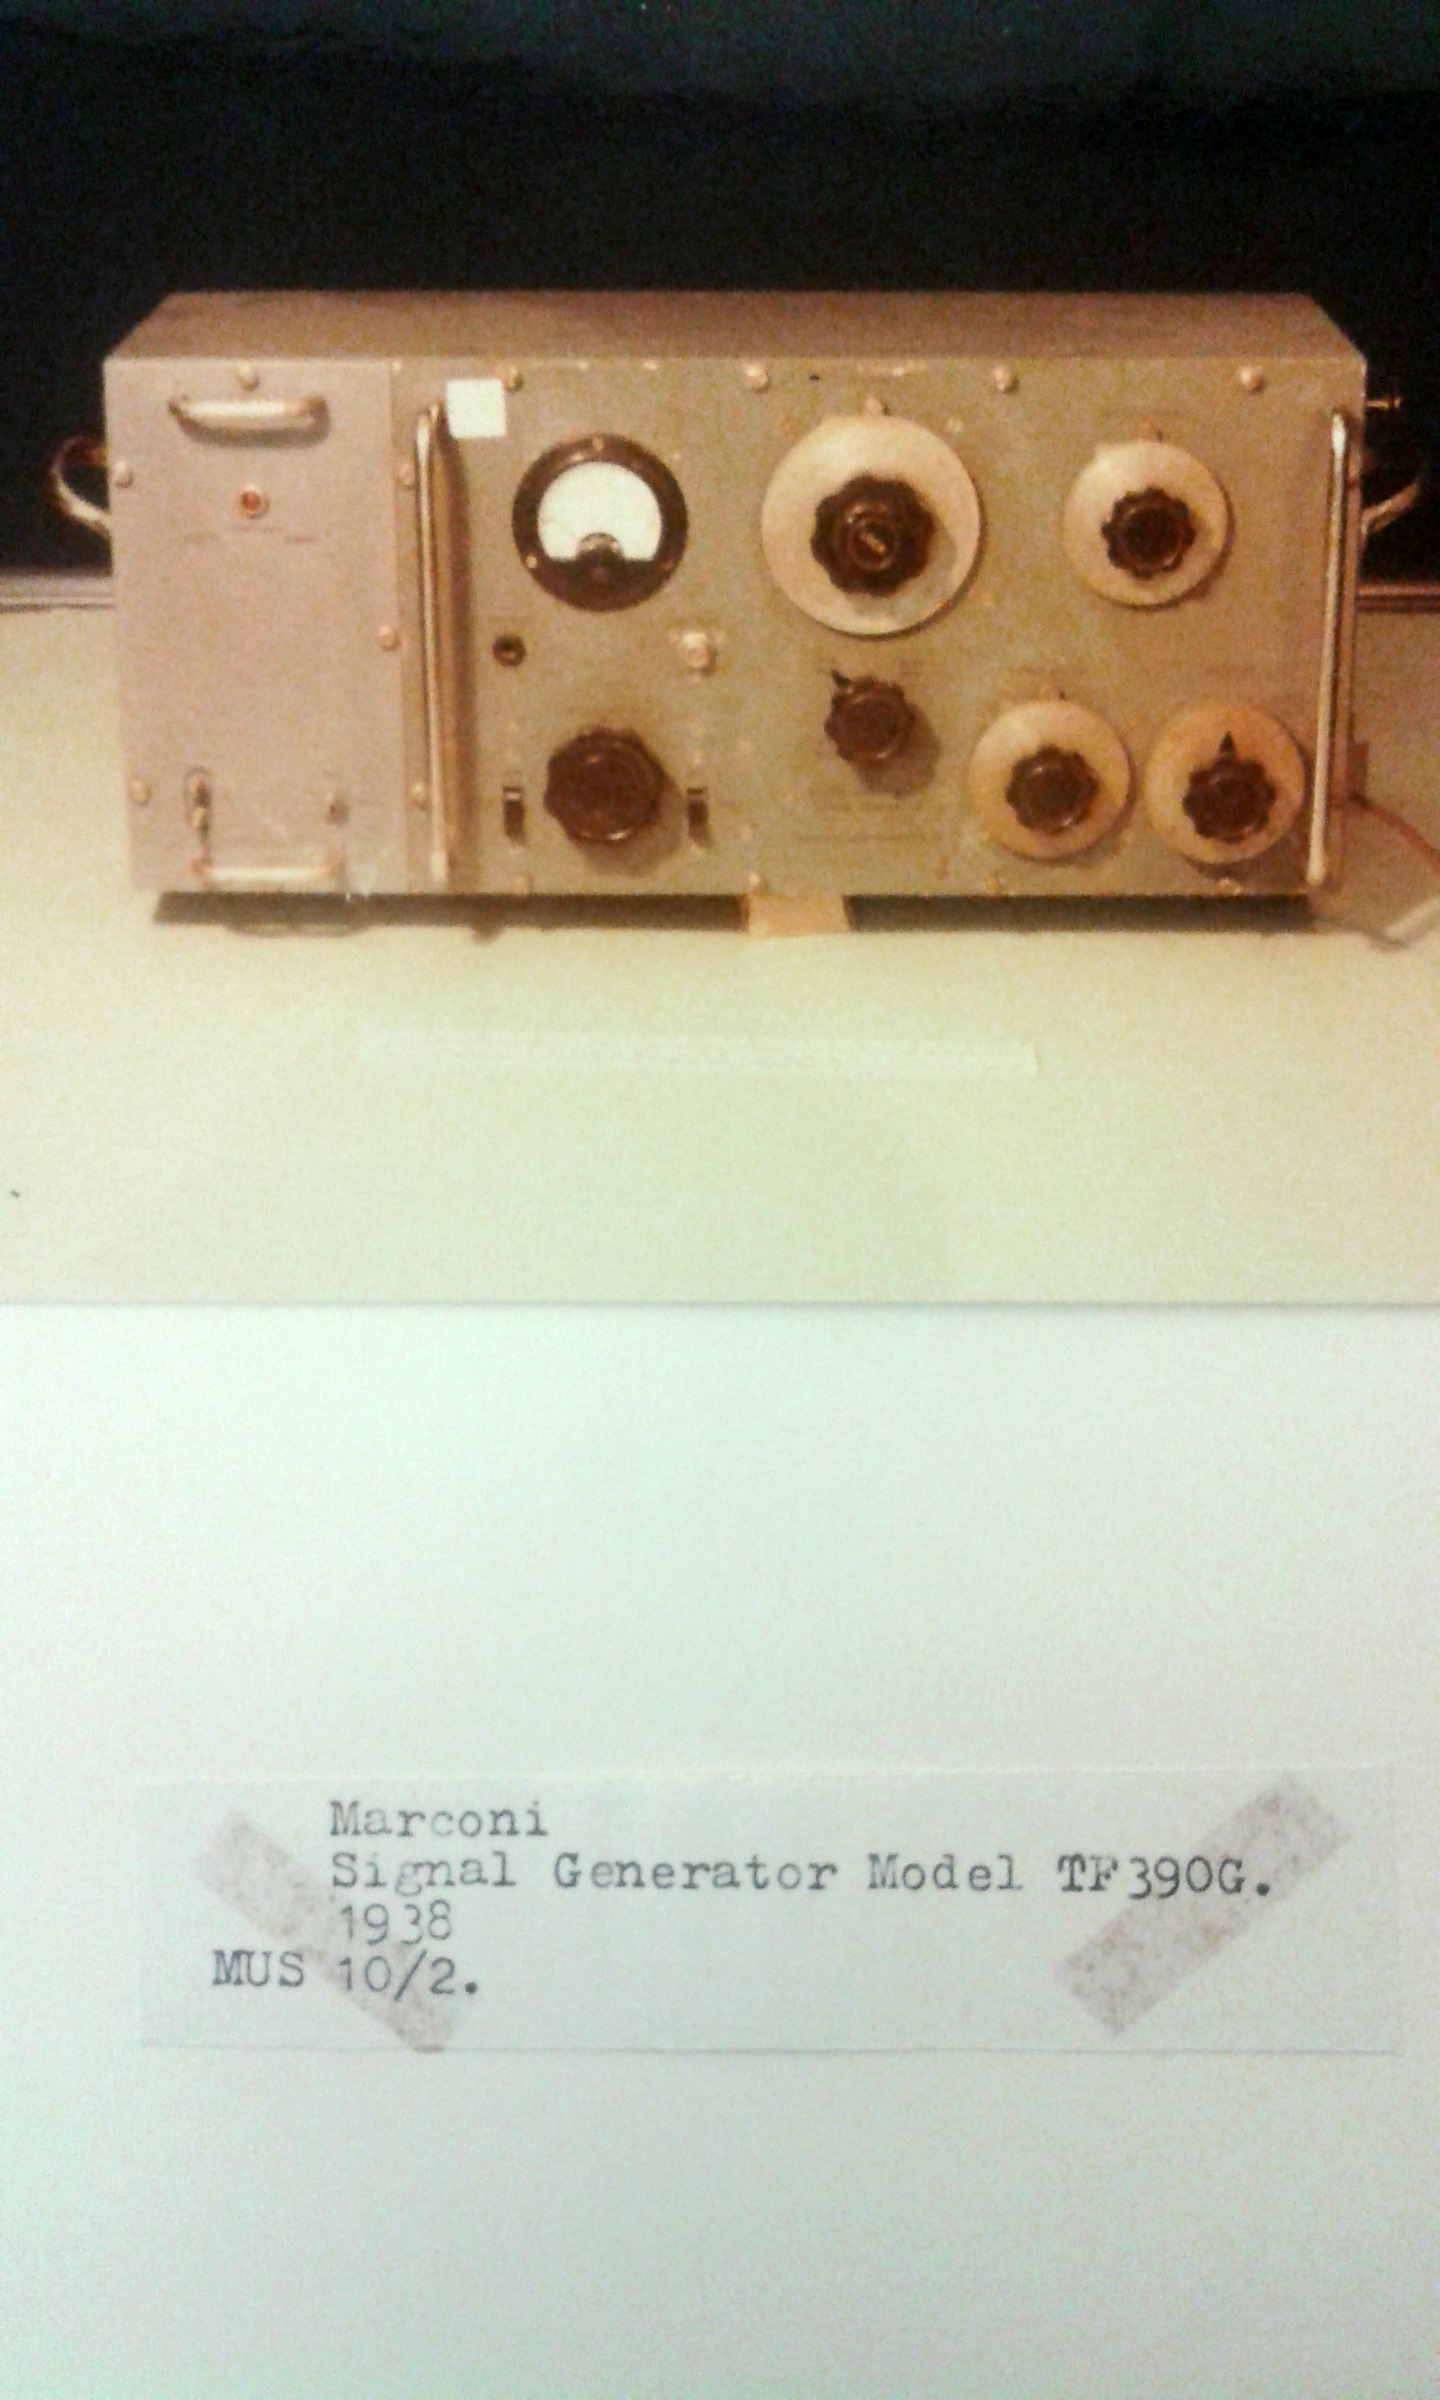 Marconi
Signal Generator Model TF390G.
1938
MUS 10/2.